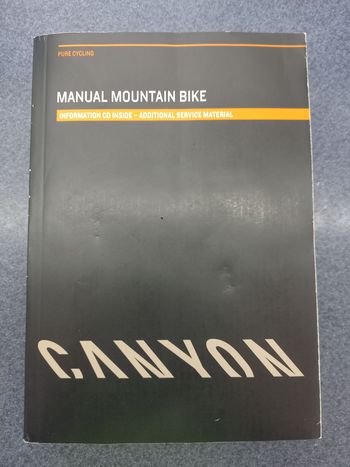 PURE CYCLING
MANUAL MOUNTAIN BIKE
INFORMATION CD INSIDE – ADDITIONAL SERVICE MATERIAL
CANYON